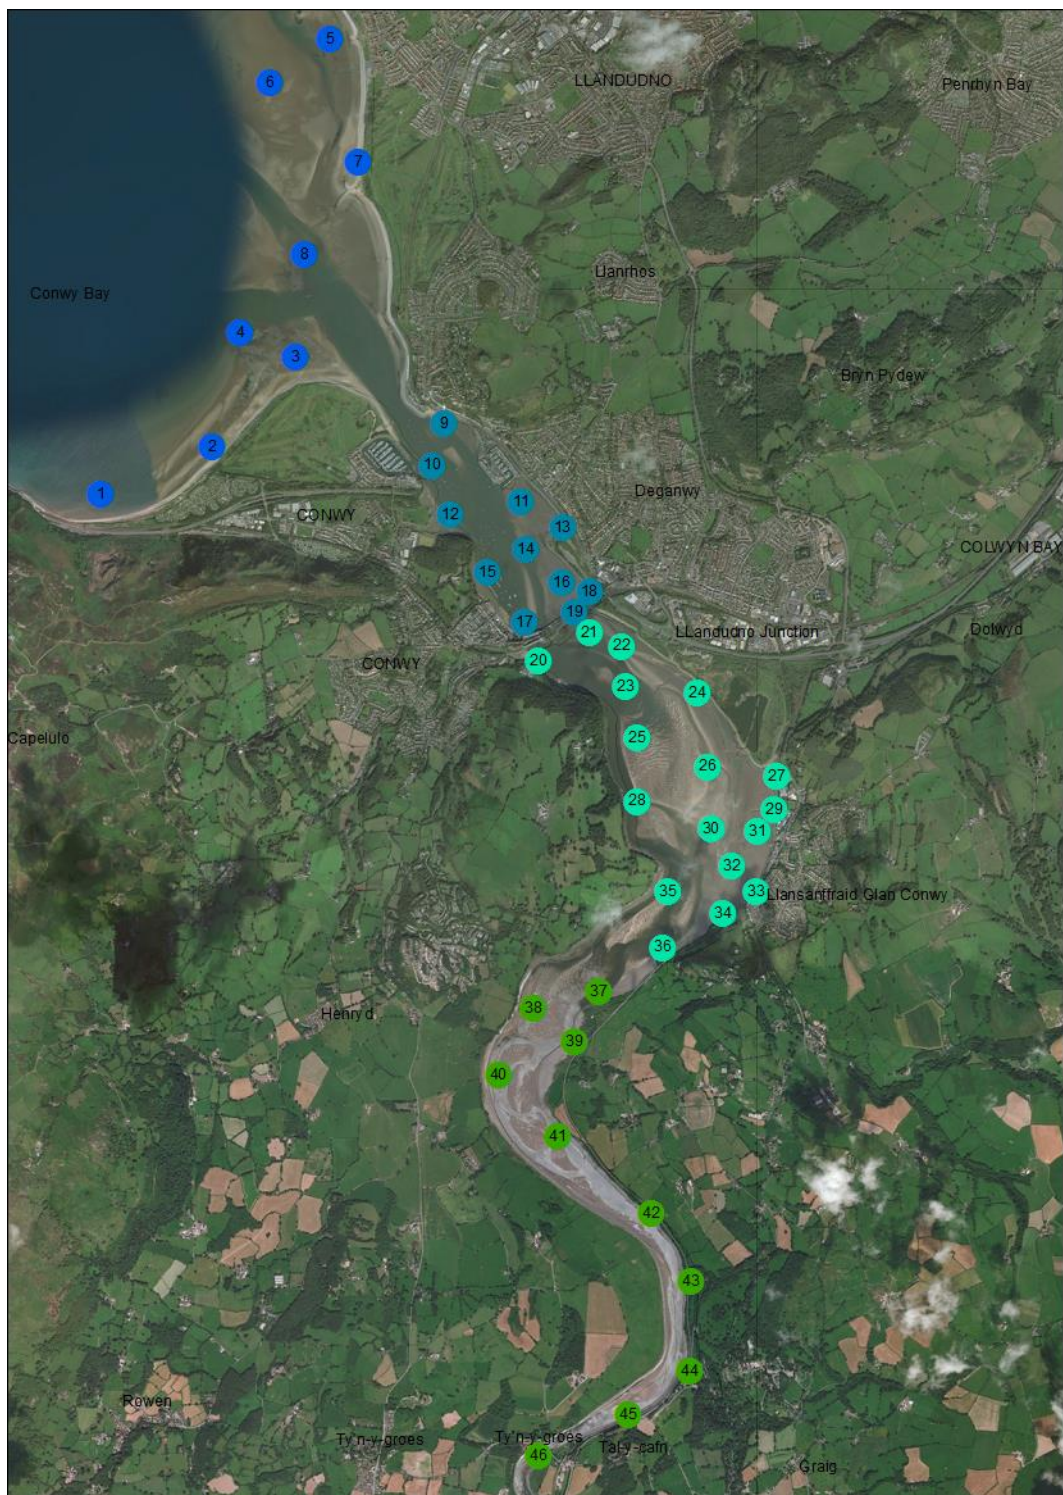 5
LLANDUDNO
Penrhyn Bay
6
7
8
Llanrhos
Conwy Bay
4
3
Bryn Pydew
9
2
10
Deganwy
1
11
12
CONWY
13
14
COLWYN BAY
15
16
18
19
17
21
LLandudno Junction
Dolwyd
22
20
CONWY
23
24
25
Capelulo
26
27
28
29
30
31
32
35
33
Llansanffraid Glan Conwy
34
36
37
38
Henryd
39
40
41
42
43
44
Rowen
45
Ty'n-y-groes
Ty'n-y-groes
Tal-y-cafn
46
Graig